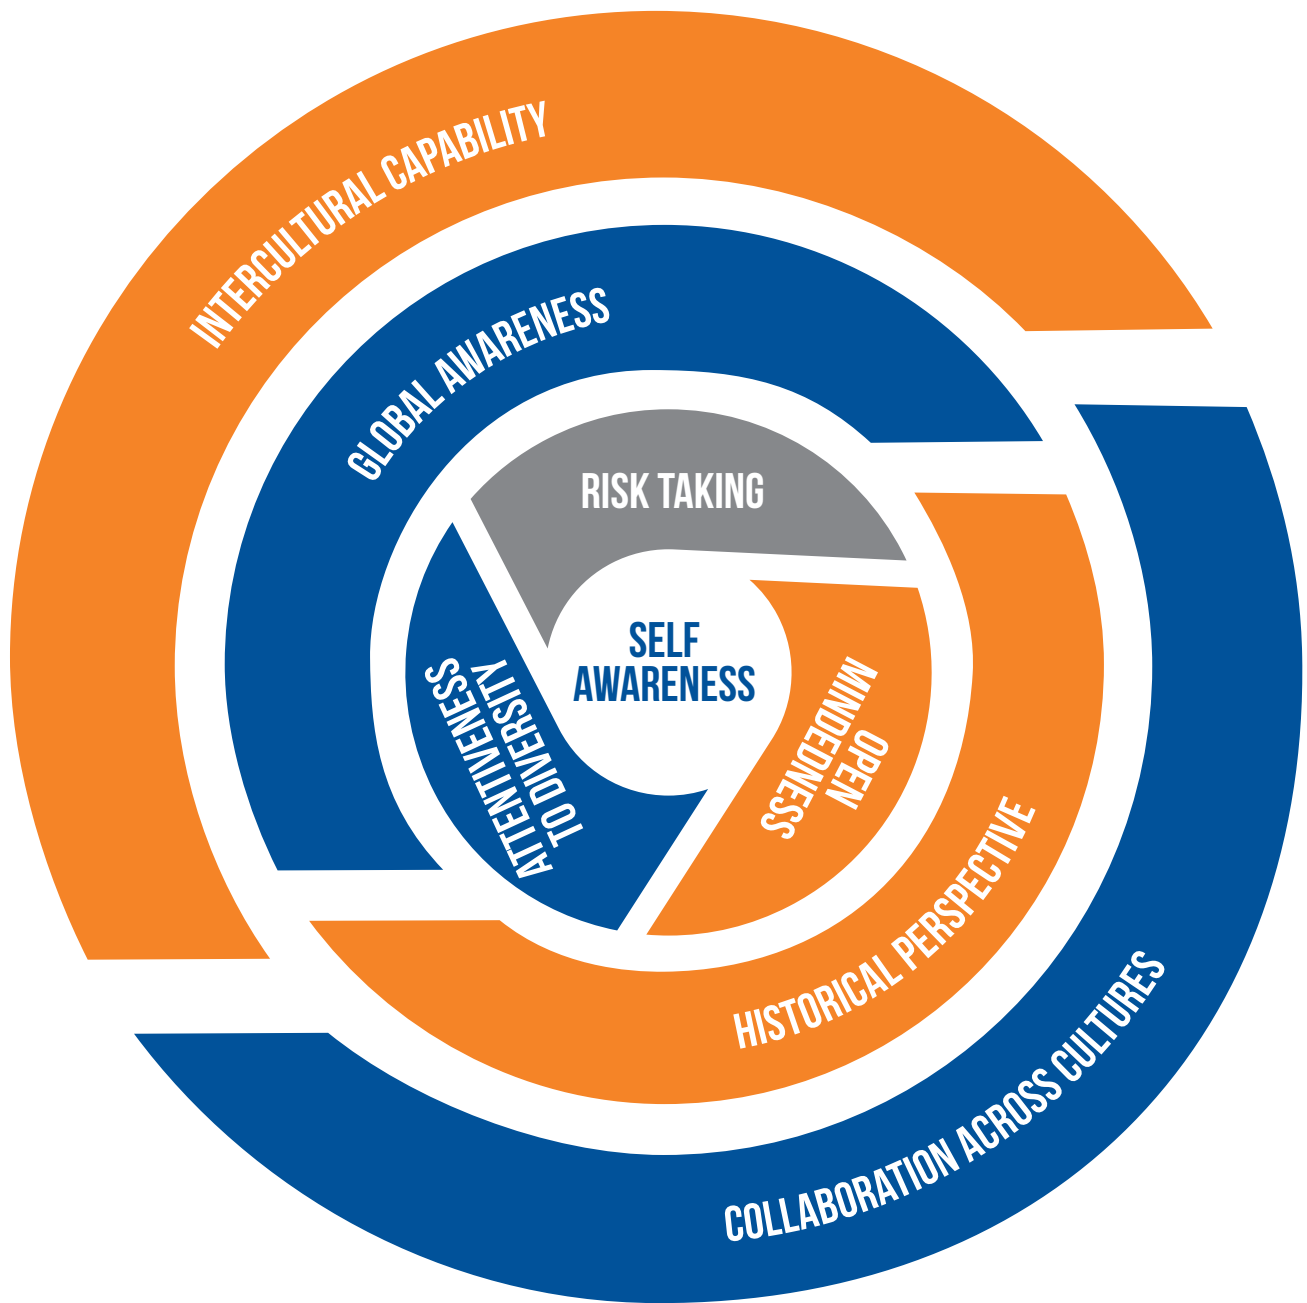 INTERCULTURAL CAPABILITY
GLOBAL AWARENESS
RISK TAKING
SELF
AWARENESS
ATTENTIVENESS
TO DIVERSITY
OPEN
MINDEDNESS
HISTORICAL PERSPECTIVE
COLLABORATION ACROSS CULTURES